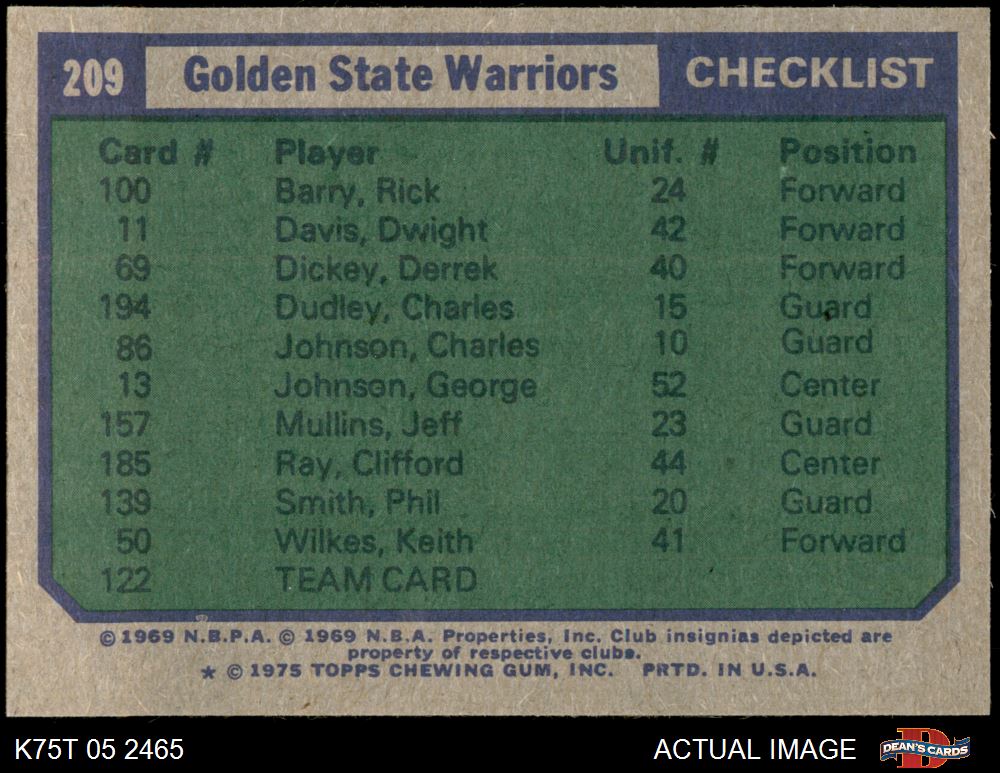 209 Golden State Warriors CHECKLIST
Card # Player Unif. # Position
100 Barry, Rick 24 Forward
11 Davis, Dwight 42 Forward
69 Dickey, Derrek 40 Forward
194 Dudley, Charles 15 Guard
86 Johnson, Charles 10 Guard
13 Johnson, George 52 Center
157 Mullins, Jeff 23 Guard
185 Ray, Clifford 44 Center
139 Smith, Phil 20 Guard
50 Wilkes, Keith 41 Forward
122 TEAM CARD
© 1969 N.B.P.A. © 1969 N.B.A. Properties, Inc. Club insignias depicted are
property of respective clubs.
* © 1975 TOPPS CHEWING GUM, INC. PRTD. IN U.S.A.
K75T 05 2465 ACTUAL IMAGE DEAN'S CARDS